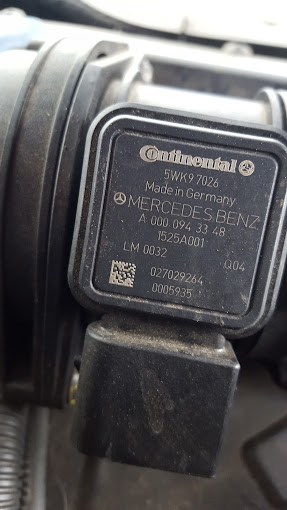 Continental
5WK9 7026
Made in Germany
MERCEDES-BENZ
A 000 094 33 48
1525A001
LM 0032 Q04
027029264
0005935